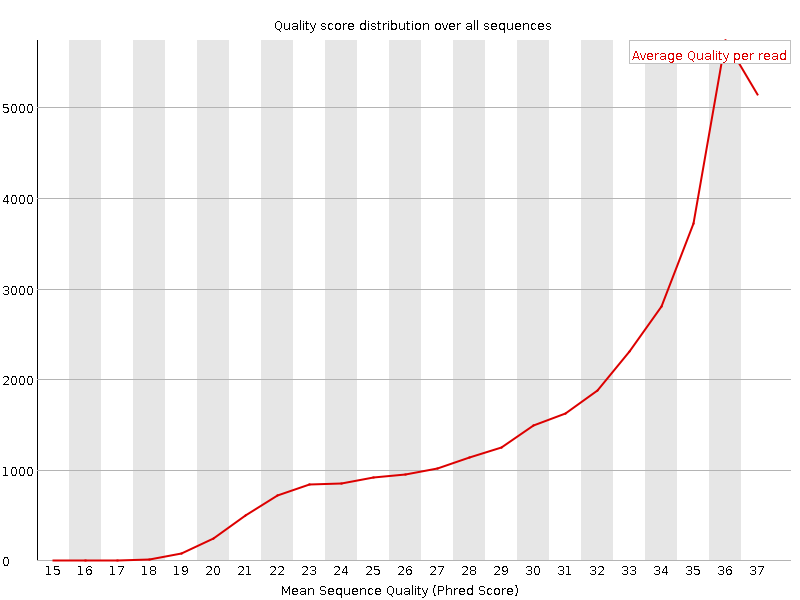 Quality score distribution over all sequences
Average Quality per read
5000
4000
3000
2000
1000
0
15 16 17 18 19 20 21 22 23 24 25 26 27 28 29 30 31 32 33 34 35 36 37
Mean Sequence Quality (Phred Score)